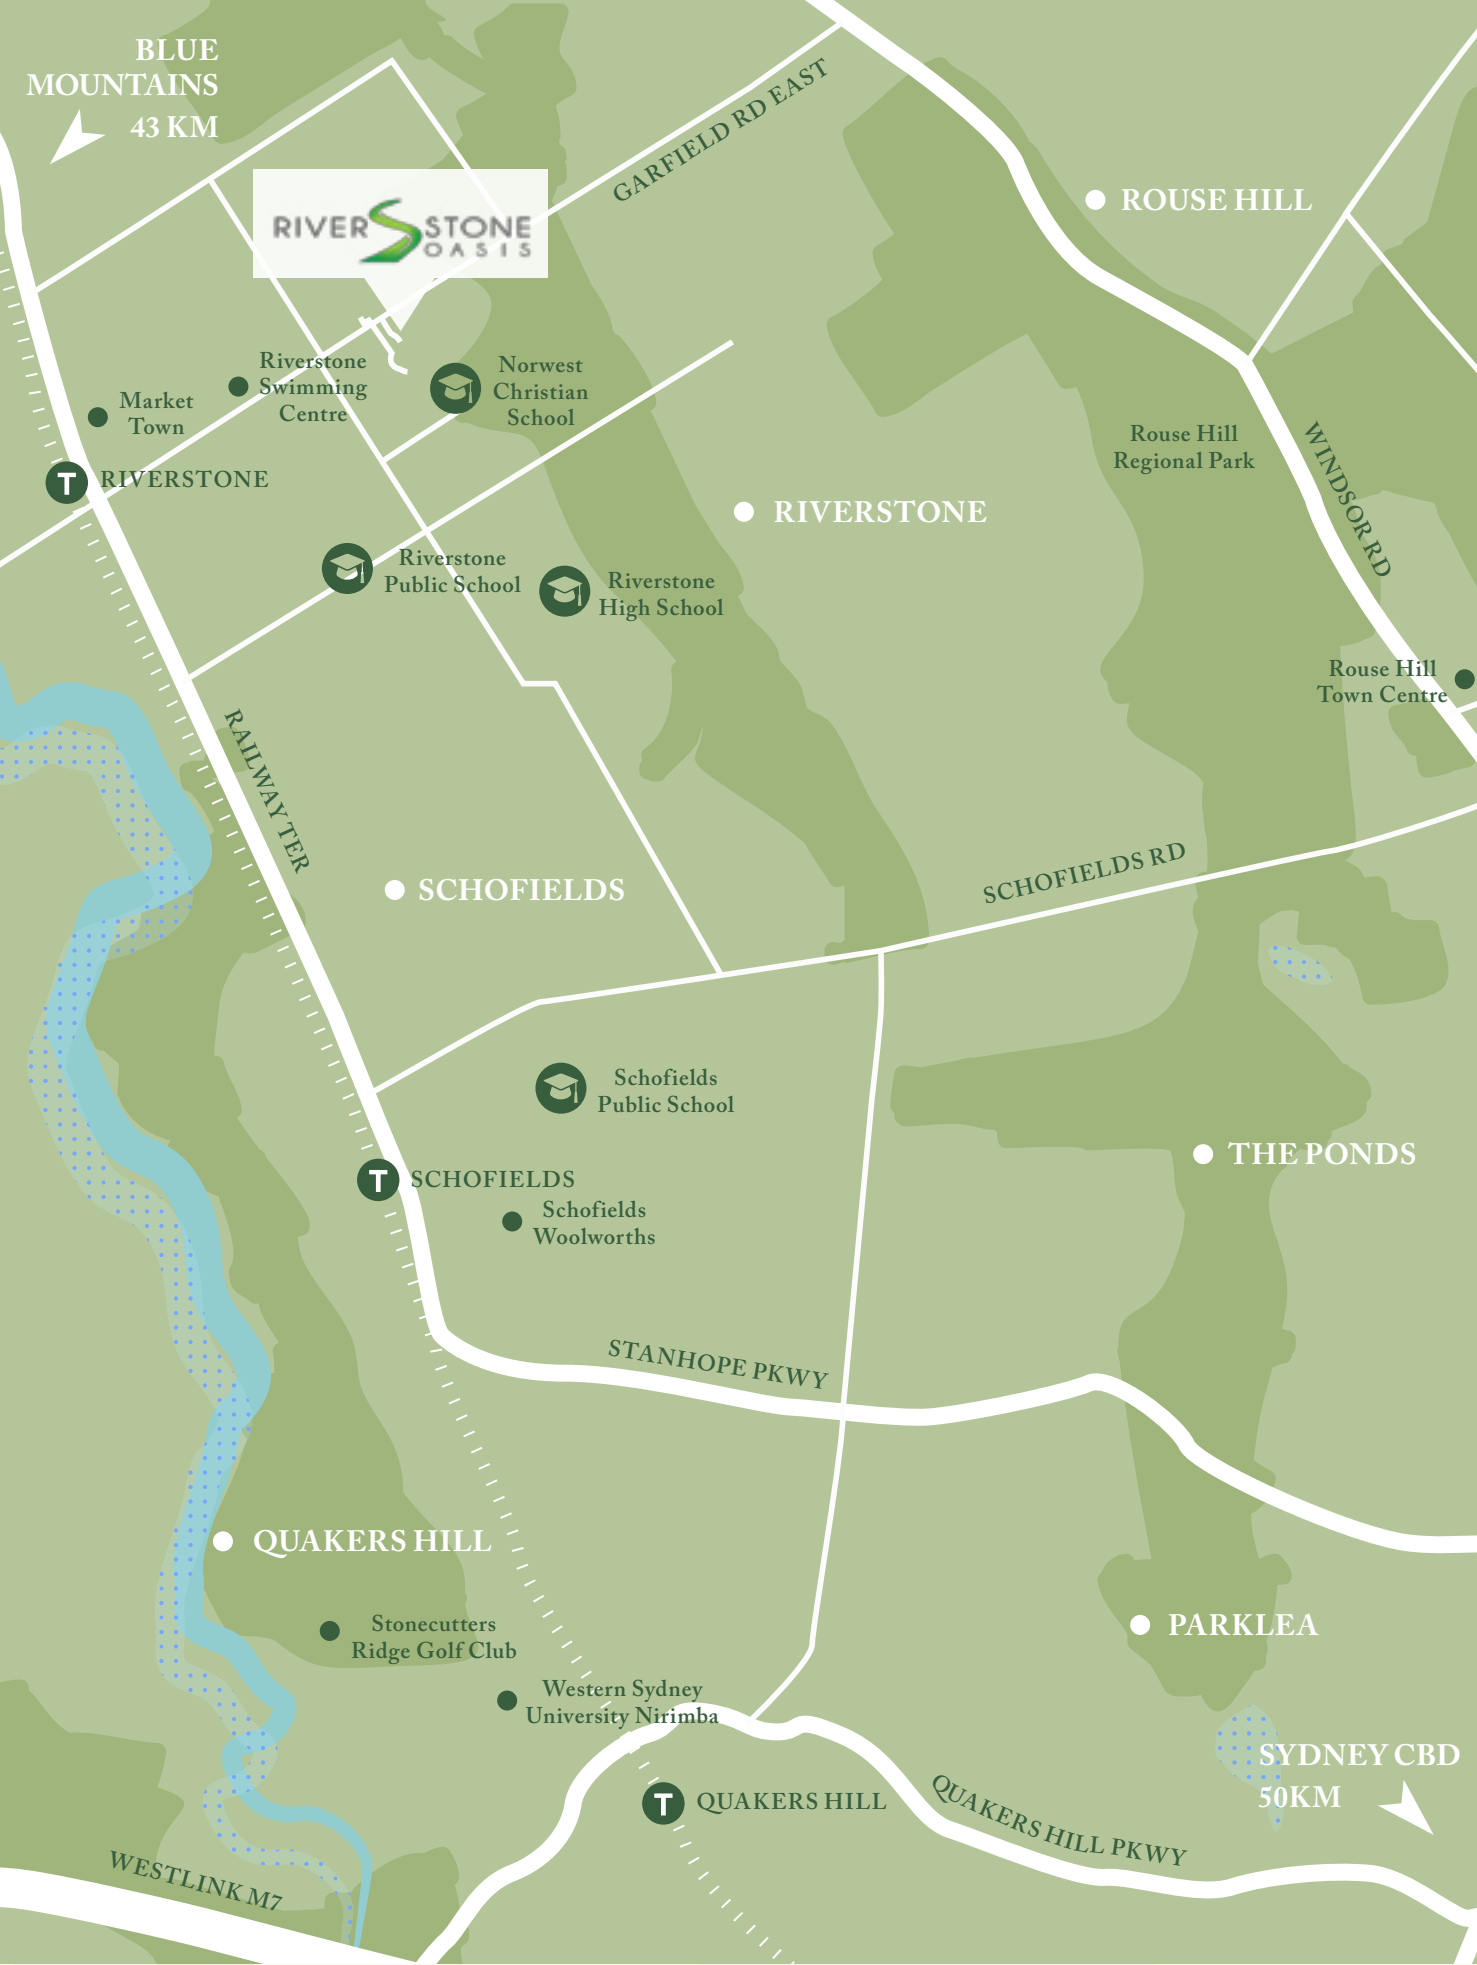 BLUE
MOUNTAINS
43 KM
GARFIELD RD EAST
ROUSE HILL
RIVERSTONE
OASIS
Riverstone
Swimming
Centre
Norwest
Christian
School
Market
Town
Rouse Hill
Regional Park
WINDSOR RD
T
RIVERSTONE
RIVERSTONE
Riverstone
Public School
Riverstone
High School
Rouse Hill
Town Centre
RAILWAY TER
SCHOFIELDS RD
SCHOFIELDS
Schofields
Public School
THE PONDS
T
SCHOFIELDS
Schofields
Woolworths
STANHOPE PKWY
QUAKERS HILL
Stonecutters
Ridge Golf Club
PARKLEA
Western Sydney
University Nirimba
SYDNEY CBD
50KM
T
QUAKERS HILL
QUAKERS HILL PKWY
WESTLINK M7